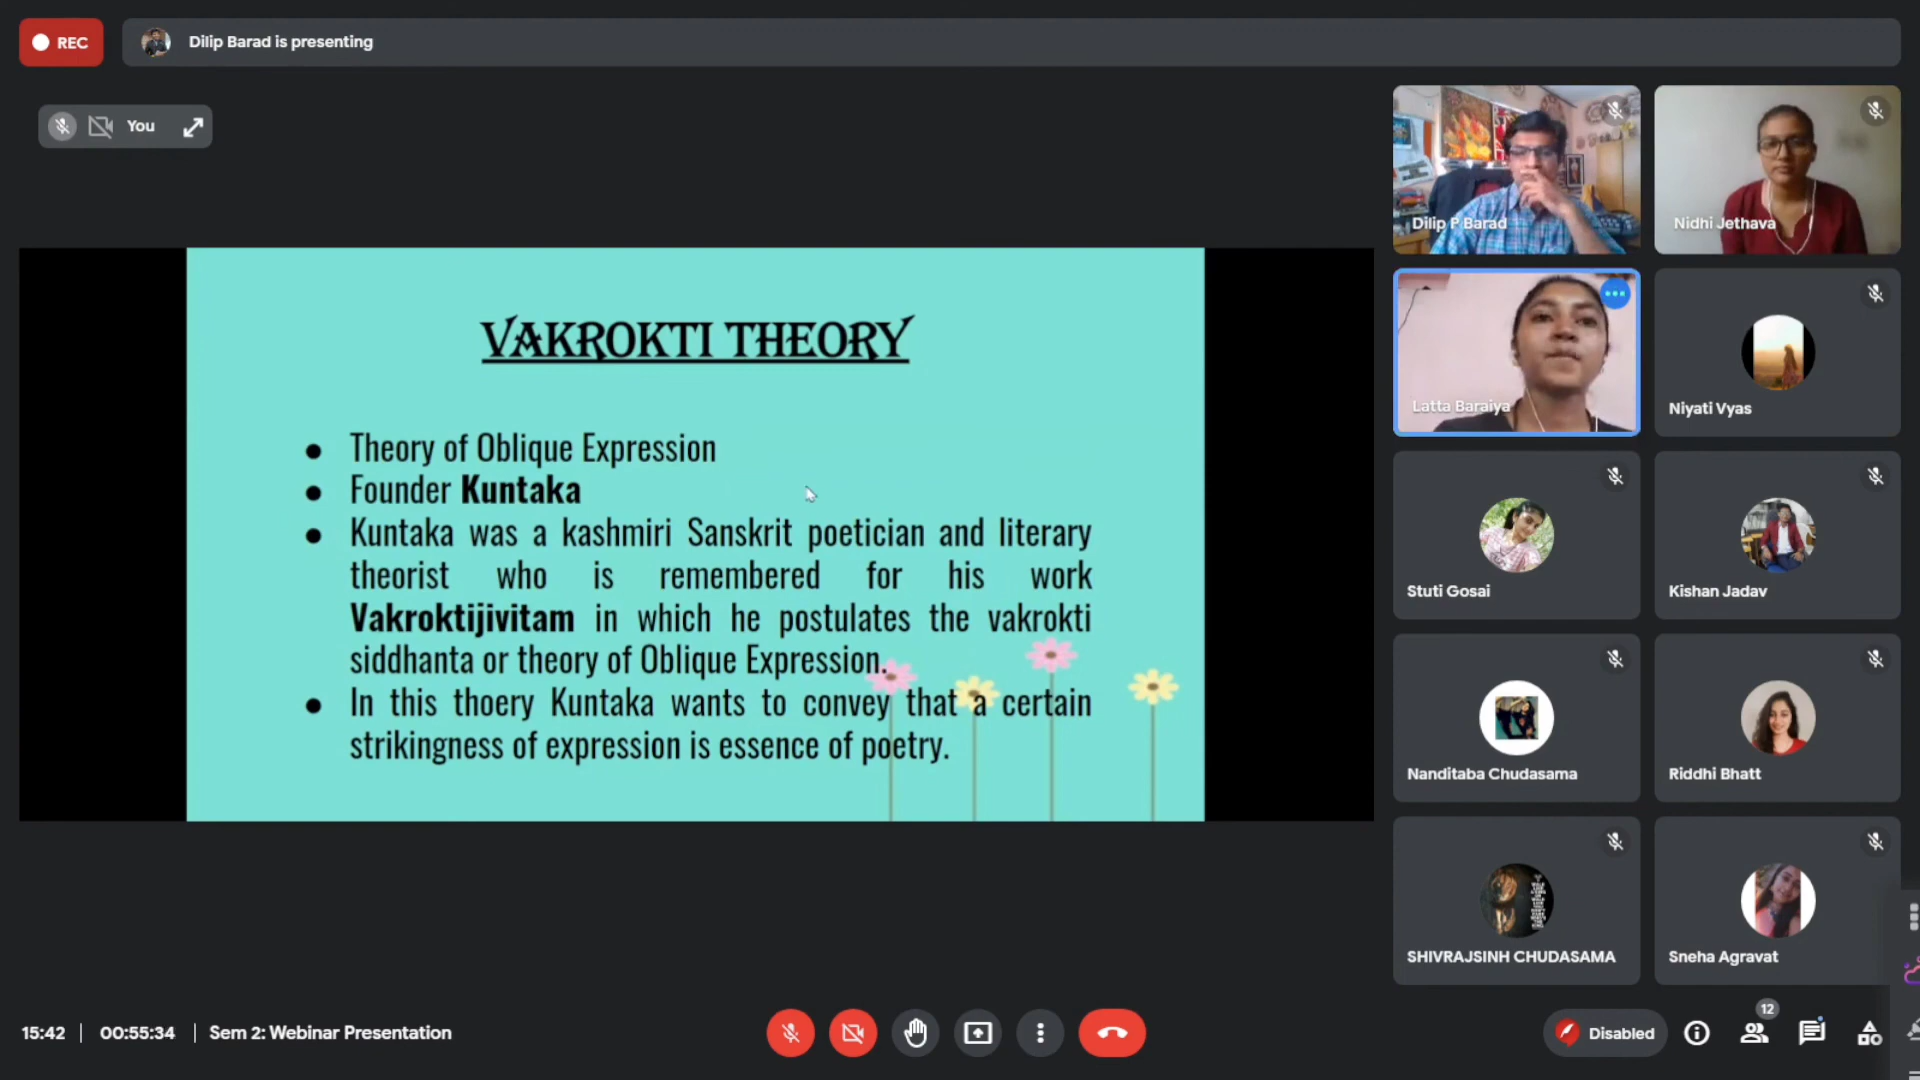 REC
Dilip Barad is presenting
You
VAKROKTI THEORY
● Theory of Oblique Expression
● Founder Kuntaka
● Kuntaka was a kashmiri Sanskrit poetician and literary
theorist who is remembered for his work
Vakroktijivitam in which he postulates the vakrokti
siddhanta or theory of Oblique Expression.
● In this thoery Kuntaka wants to convey that a certain
strikingness of expression is essence of poetry.
Dilip P Barad
Nidhi Jethava
Latta Baraiya
Niyati Vyas
Stuti Gosai
Kishan Jadav
Nanditaba Chudasama
Riddhi Bhatt
SHIVRAJSINH CHUDASAMA
Sneha Agravat
15:42 | 00:55:34 | Sem 2: Webinar Presentation
Disabled
12